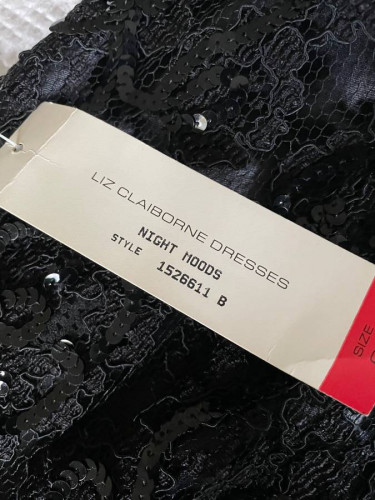 LIZ CLAIBORNE DRESSES
NIGHT MOODS
STYLE 1526611 B
SIZE